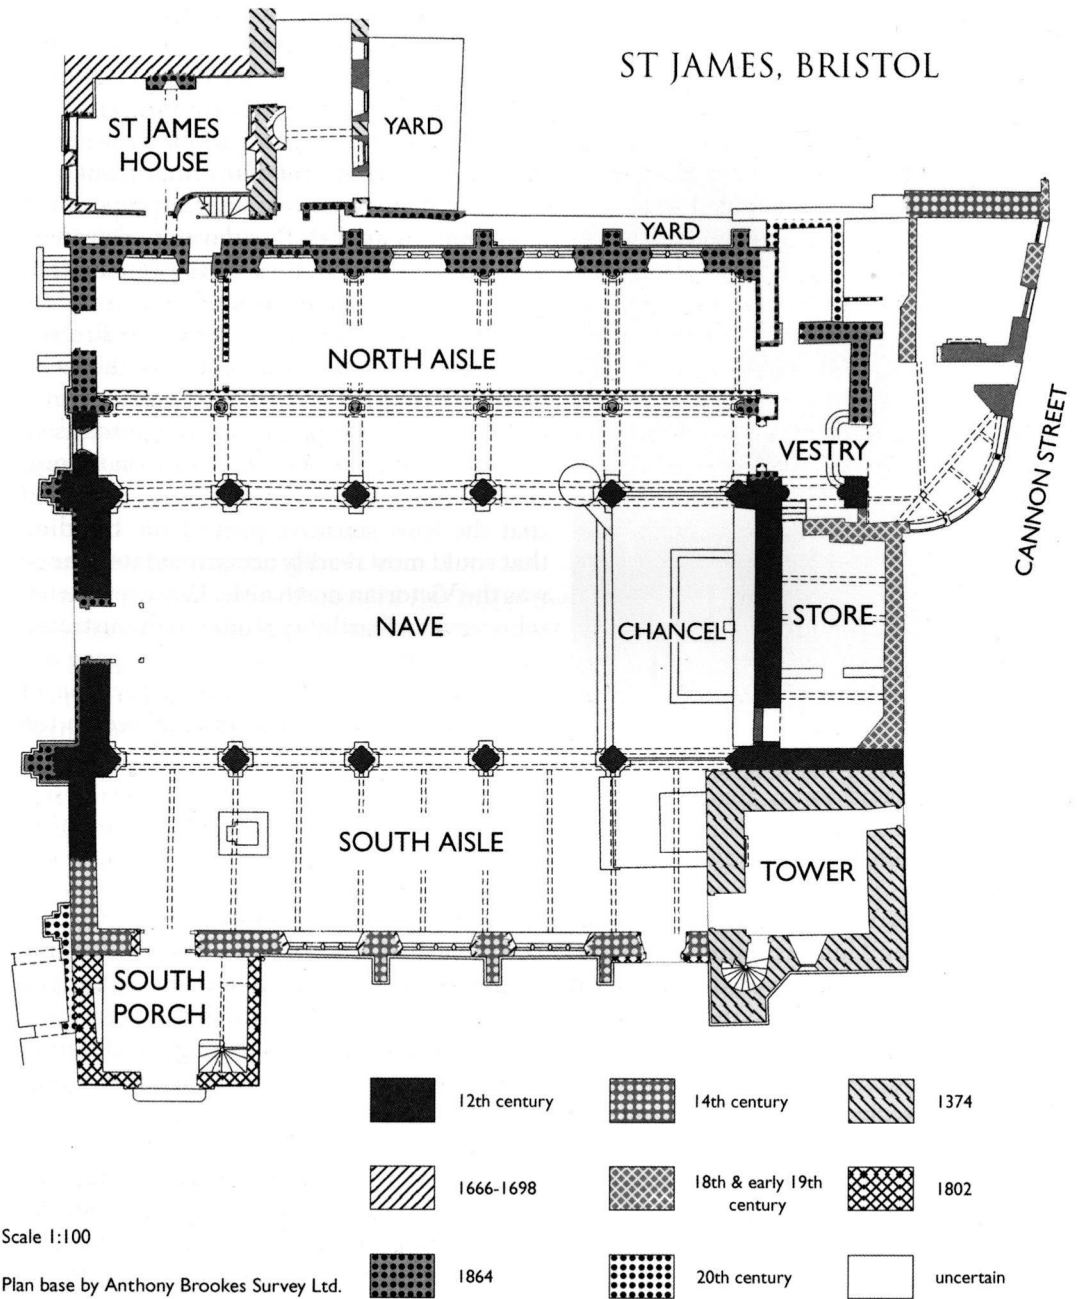 ST JAMES, BRISTOL
ST JAMES
HOUSE
YARD
YARD
NORTH AISLE
VESTRY
CANNON STREET
NAVE
CHANCEL
STORE
SOUTH AISLE
TOWER
SOUTH
PORCH
12th century
14th century
1374
1666-1698
18th & early 19th
century
1802
Scale 1:100
1864
20th century
uncertain
Plan base by Anthony Brookes Survey Ltd.